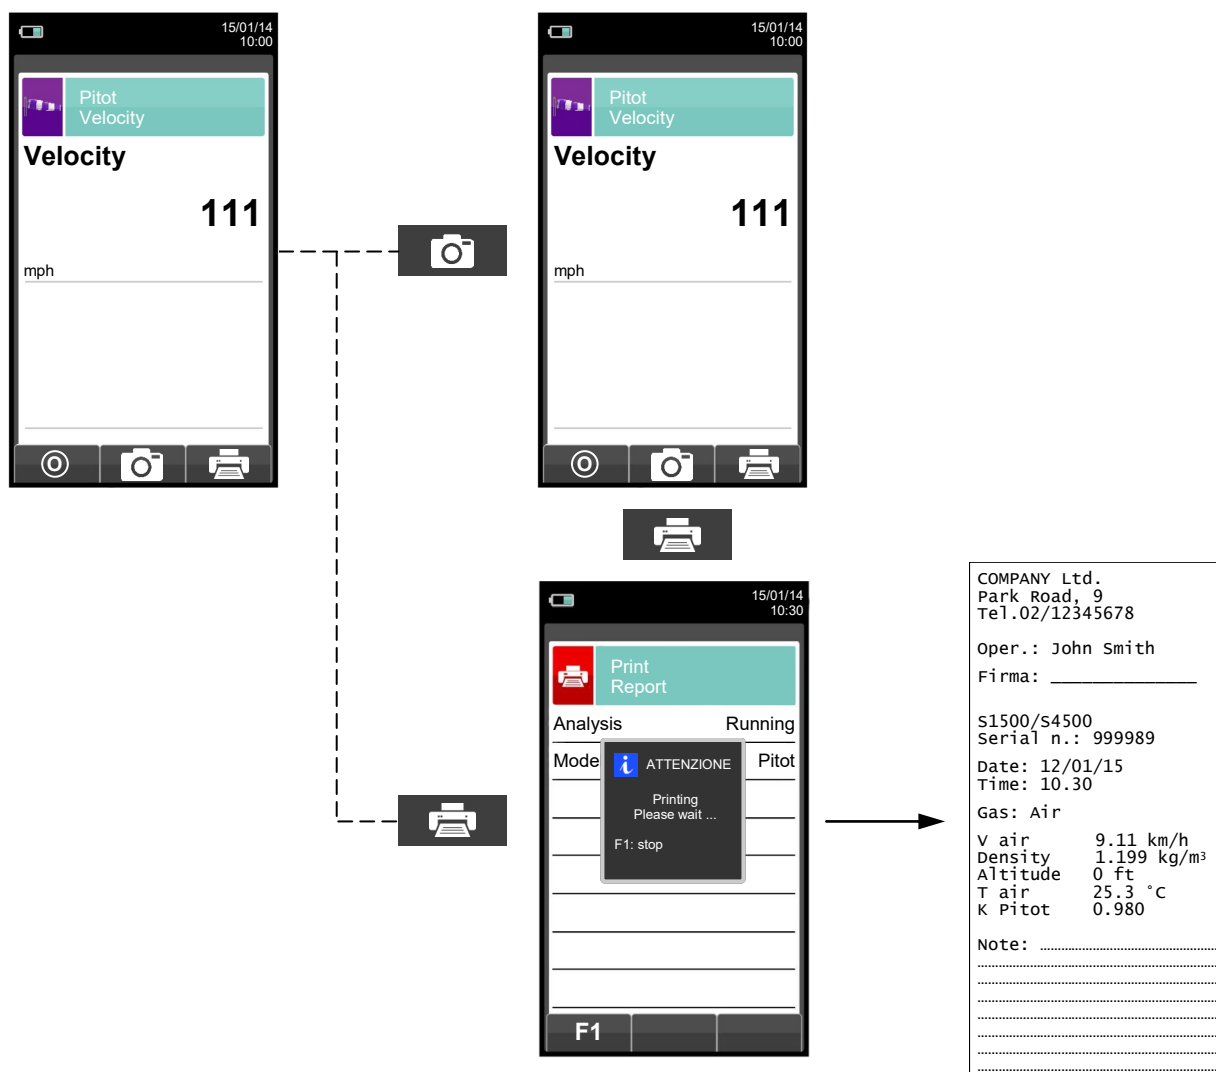 15/01/14
10:00
Pitot
Velocity
Velocity
111
mph
15/01/14
10:00
Pitot
Velocity
Velocity
111
mph
15/01/14
10:30
Print
Report
Analysis Running
Mode Pitot
i ATTENZIONE
Printing
Please wait ...
F1: stop
F1
COMPANY Ltd.
Park Road, 9
Tel.02/12345678
Oper.: John Smith
Firma: ______________
S1500/S4500
Serial n.: 999989
Date: 12/01/15
Time: 10.30
Gas: Air
V air 9.11 km/h
Density 1.199 kg/m³
Altitude 0 ft
T air 25.3 °C
K Pitot 0.980
Note: